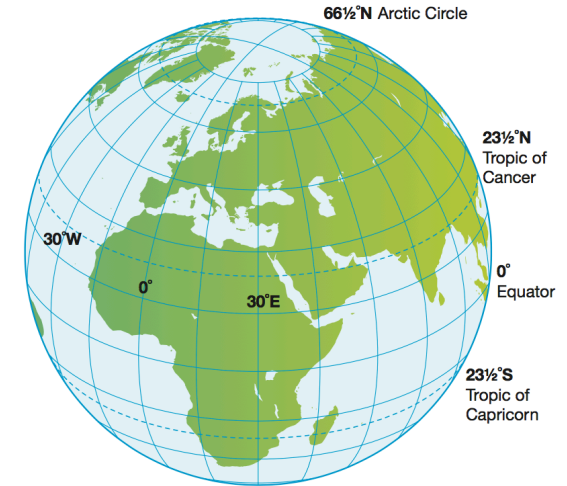 66½°N Arctic Circle
23½°N
Tropic of
Cancer
30°W
0°
30°E
0°
Equator
23½°S
Tropic of
Capricorn